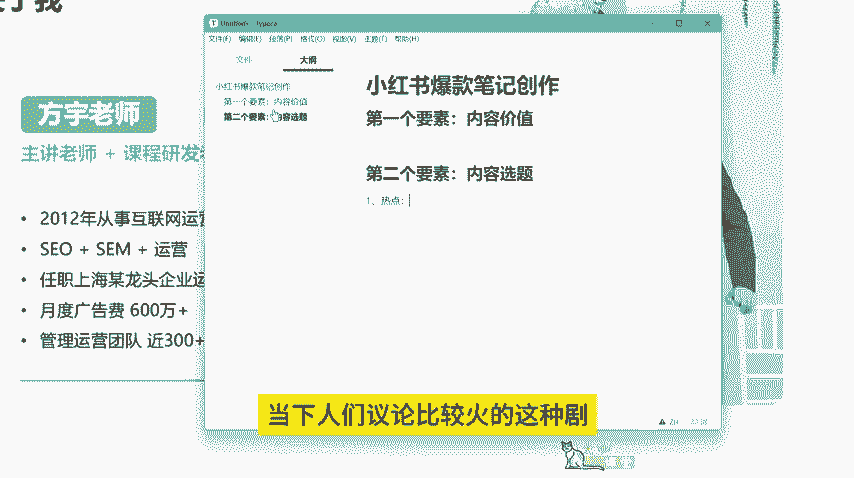 方宇老师
主讲老师 + 课程研发
2012年从事互联网运营
SEO + SEM + 运营
任职上海某龙头企业运
月度广告费 600万+
管理运营团队 近300+
Untitled - Typora
文件(F) 编辑(E) 段落(P) 格式(O) 视图(V) 主题(T) 帮助(H)
文件 大纲
小红书爆款笔记创作
第一个要素：内容价值
第二个要素：内容选题
小红书爆款笔记创作
第一个要素：内容价值
第二个要素：内容选题
1、热点：
当下人们议论比较火的这种剧